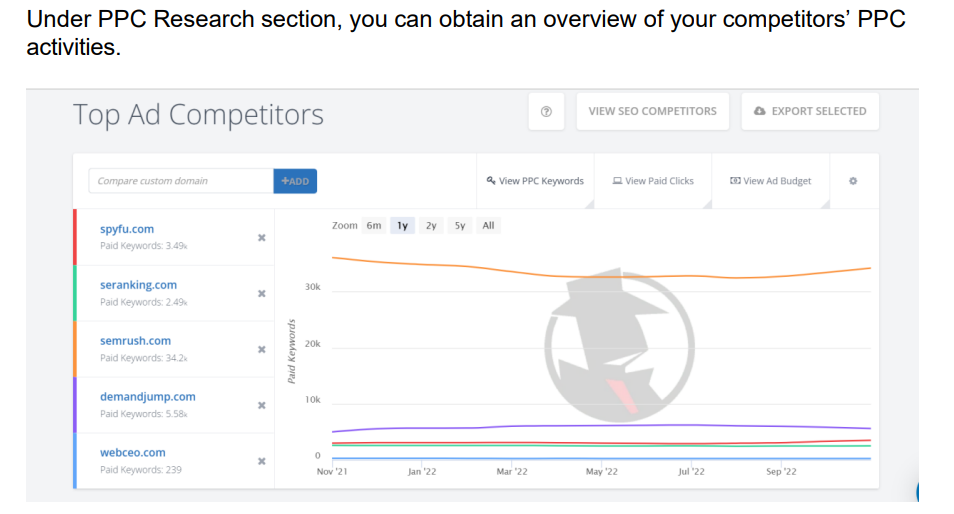 Under PPC Research section, you can obtain an overview of your competitors’ PPC
activities.
Top Ad Competitors
VIEW SEO COMPETITORS
EXPORT SELECTED
Compare custom domain
+ADD
View PPC Keywords
View Paid Clicks
View Ad Budget
spyfu.com
Paid Keywords: 3.49k
seranking.com
Paid Keywords: 2.49k
semrush.com
Paid Keywords: 34.2k
demandjump.com
Paid Keywords: 5.58k
webceo.com
Paid Keywords: 239
Zoom 6m 1y 2y 5y All
Paid Keywords
30k
20k
10k
0
Nov '21 Jan '22 Mar '22 May '22 Jul '22 Sep '22